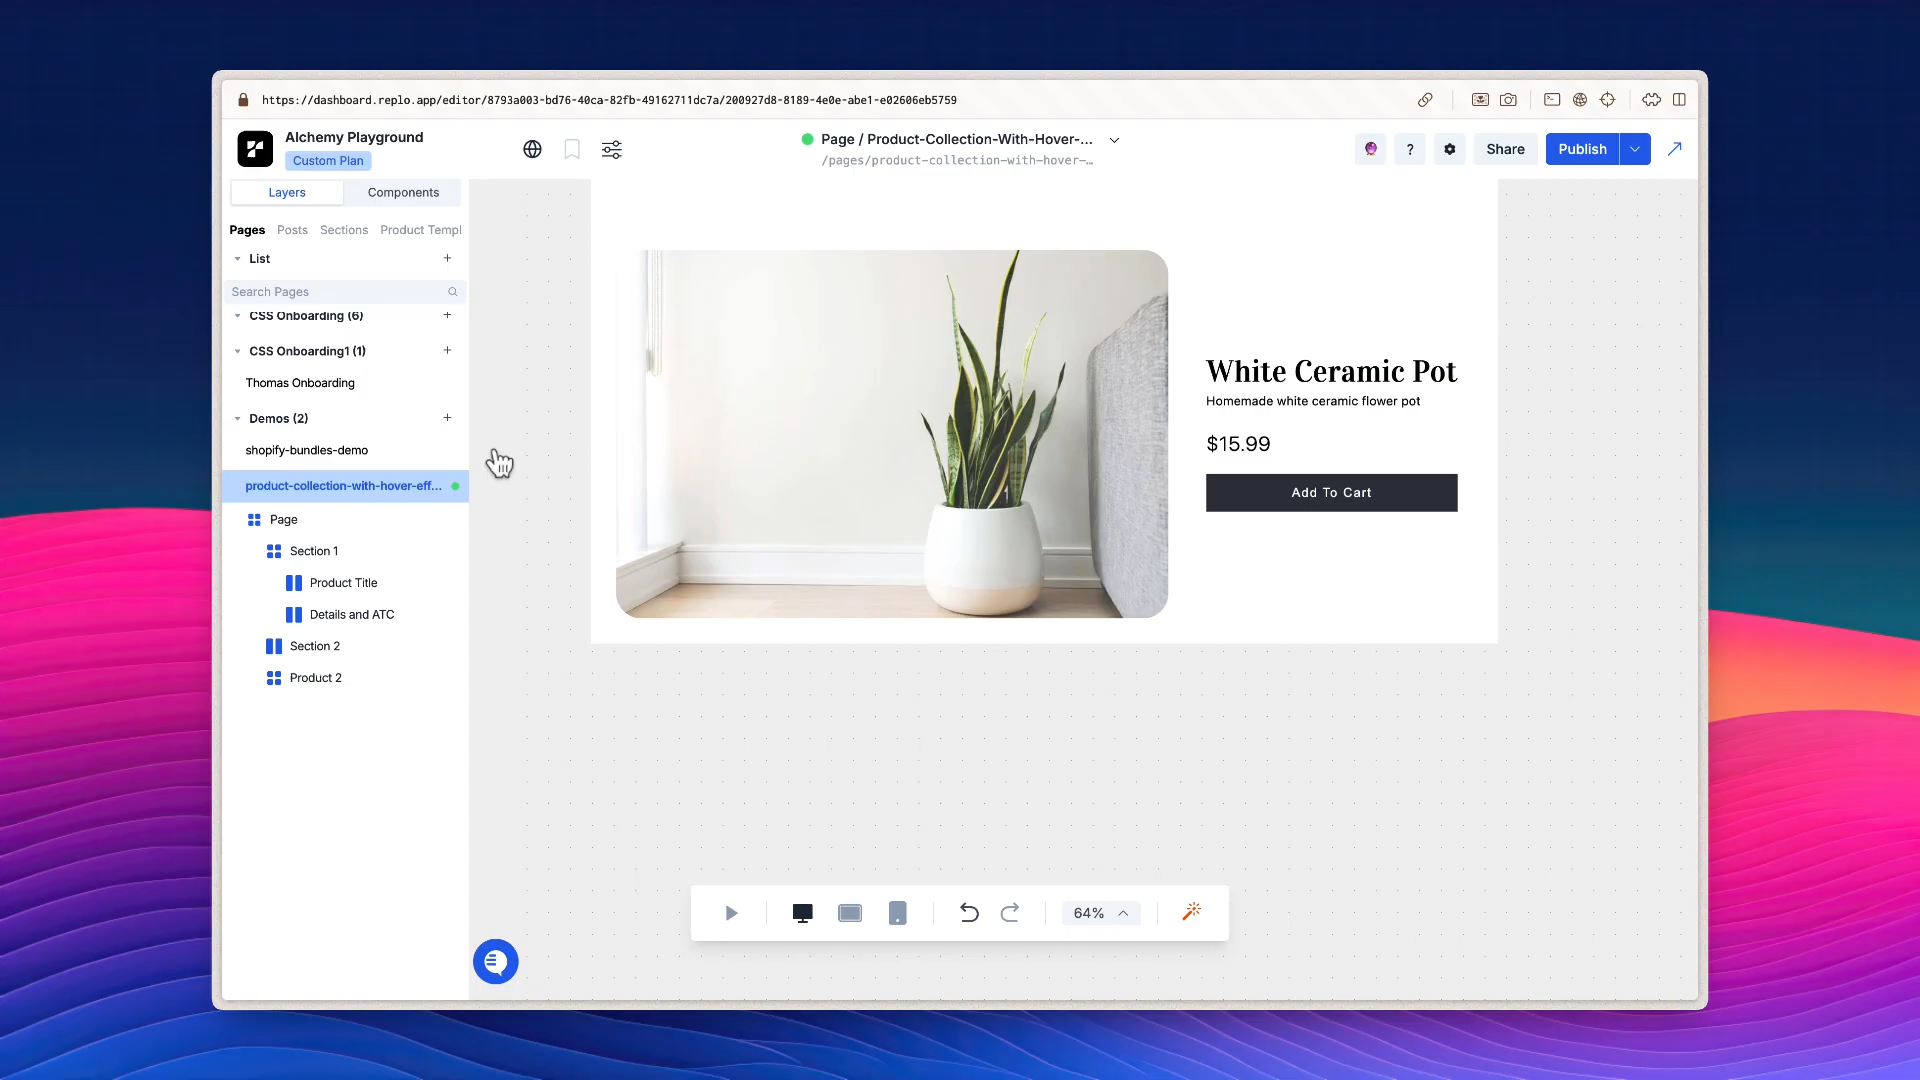 https://dashboard.replo.app/editor/8793a003-bd76-40ca-82fb-49162711dc7a/200927d8-8189-4e0e-abe1-e02606eb5759
Alchemy Playground
Custom Plan
Page / Product-Collection-With-Hover-...
/pages/product-collection-with-hover-…
?
Share
Publish
Layers
Components
Pages
Posts
Sections
Product Templ
List
Search Pages
CSS Onboarding (6)
CSS Onboarding1 (1)
Thomas Onboarding
Demos (2)
shopify-bundles-demo
product-collection-with-hover-eff...
Page
Section 1
Product Title
Details and ATC
Section 2
Product 2
White Ceramic Pot
Homemade white ceramic flower pot
$15.99
Add To Cart
64%